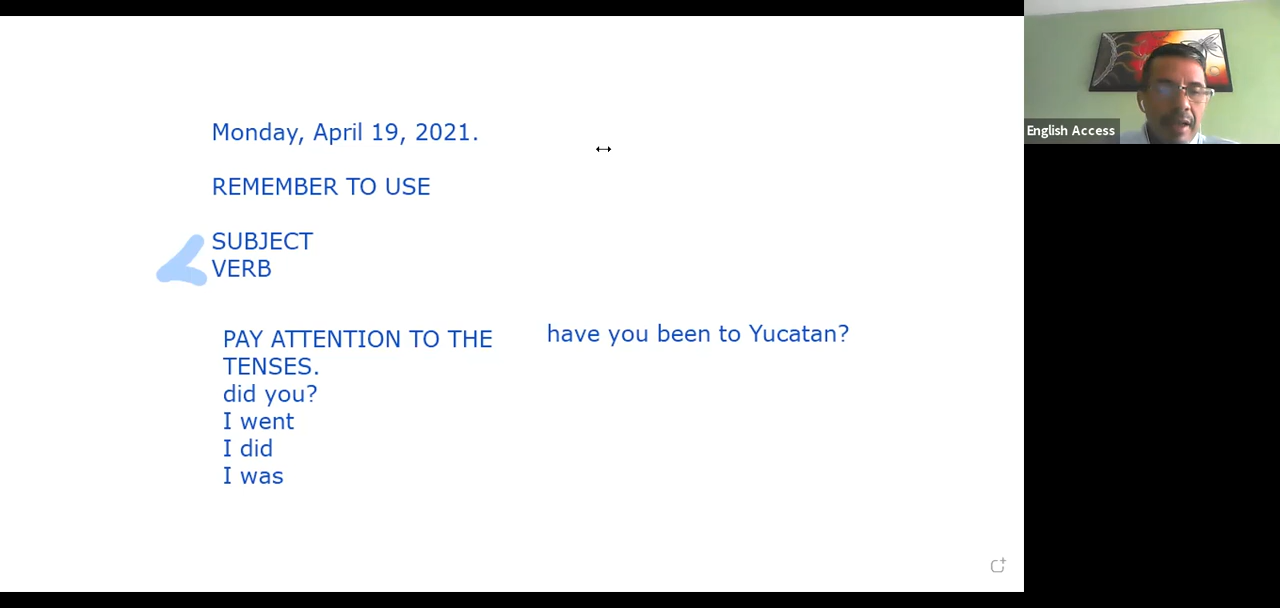 Monday, April 19, 2021.
REMEMBER TO USE
SUBJECT
VERB
PAY ATTENTION TO THE
TENSES.
did you?
I went
I did
I was
have you been to Yucatan?
English Access